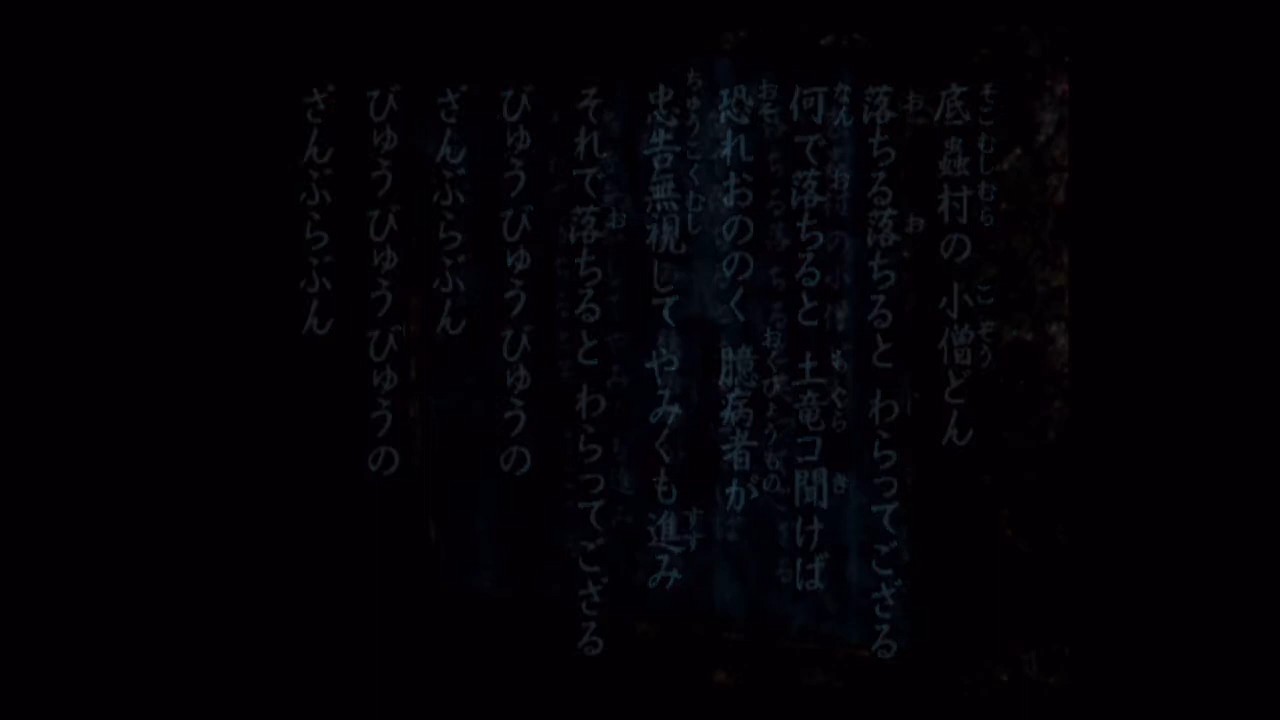 底蟲村の 小僧どん
落ちる落ちると わらってござる
何で落ちると 土竜コ聞けば
恐れおののく 臆病者が
忠告無視して やみくも進み
それで落ちると わらってござる
びゅうびゅうびゅうの
ざんぶらぶん
びゅうびゅうびゅうの
ざんぶらぶん